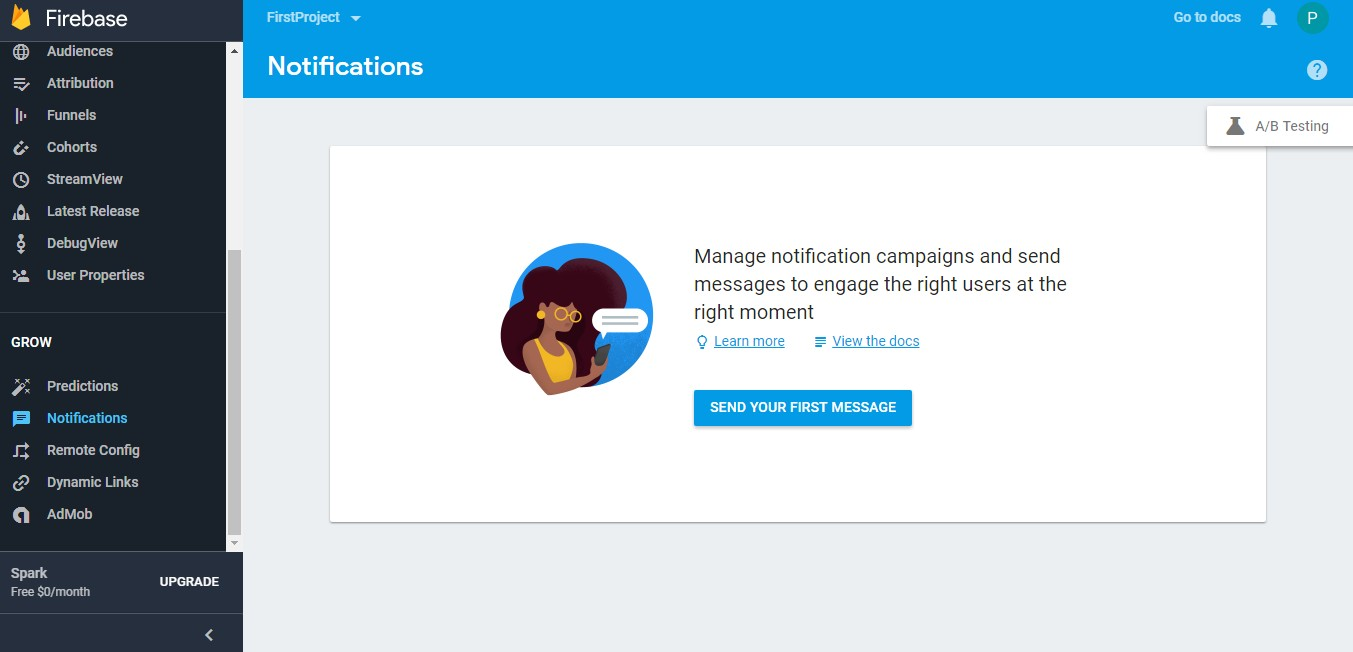 Firebase
Audiences
Attribution
Funnels
Cohorts
StreamView
Latest Release
DebugView
User Properties
GROW
Predictions
Notifications
Remote Config
Dynamic Links
AdMob
Spark
Free $0/month
UPGRADE
FirstProject
Go to docs
P
Notifications
?
A/B Testing
Manage notification campaigns and send
messages to engage the right users at the
right moment
Learn more
View the docs
SEND YOUR FIRST MESSAGE